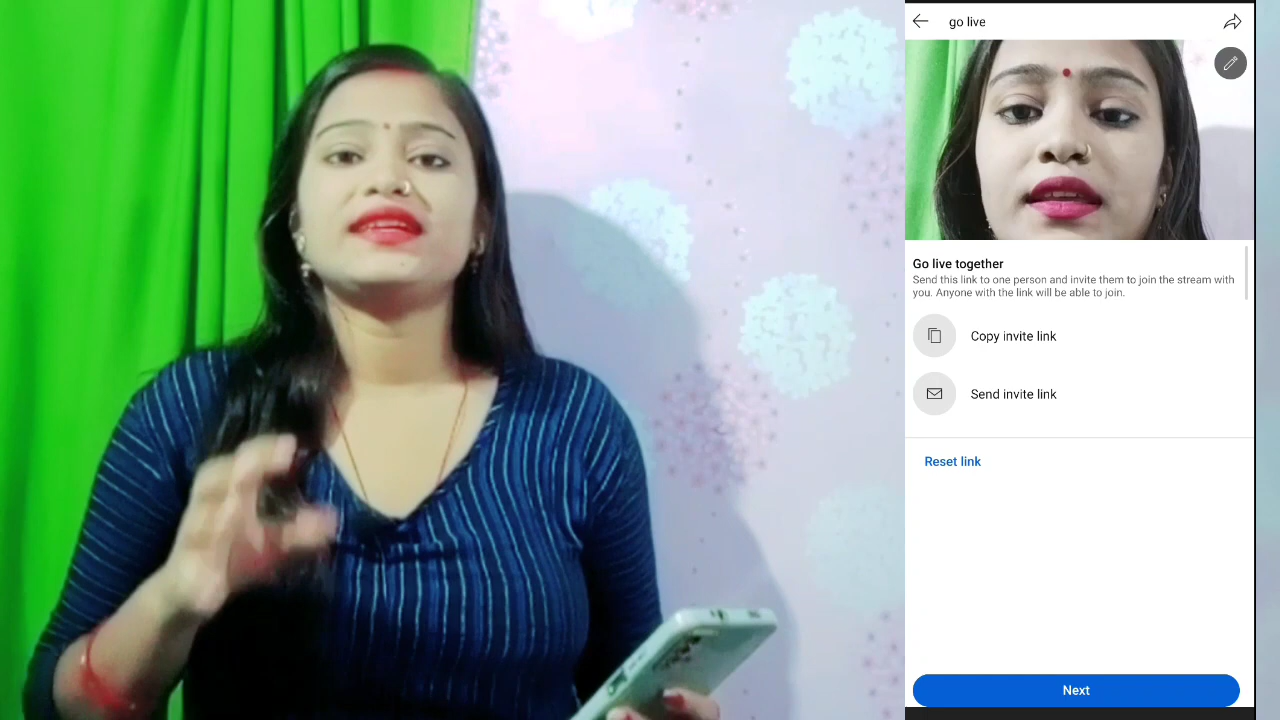 go live
Go live together
Send this link to one person and invite them to join the stream with
you. Anyone with the link will be able to join.
Copy invite link
Send invite link
Reset link
Next